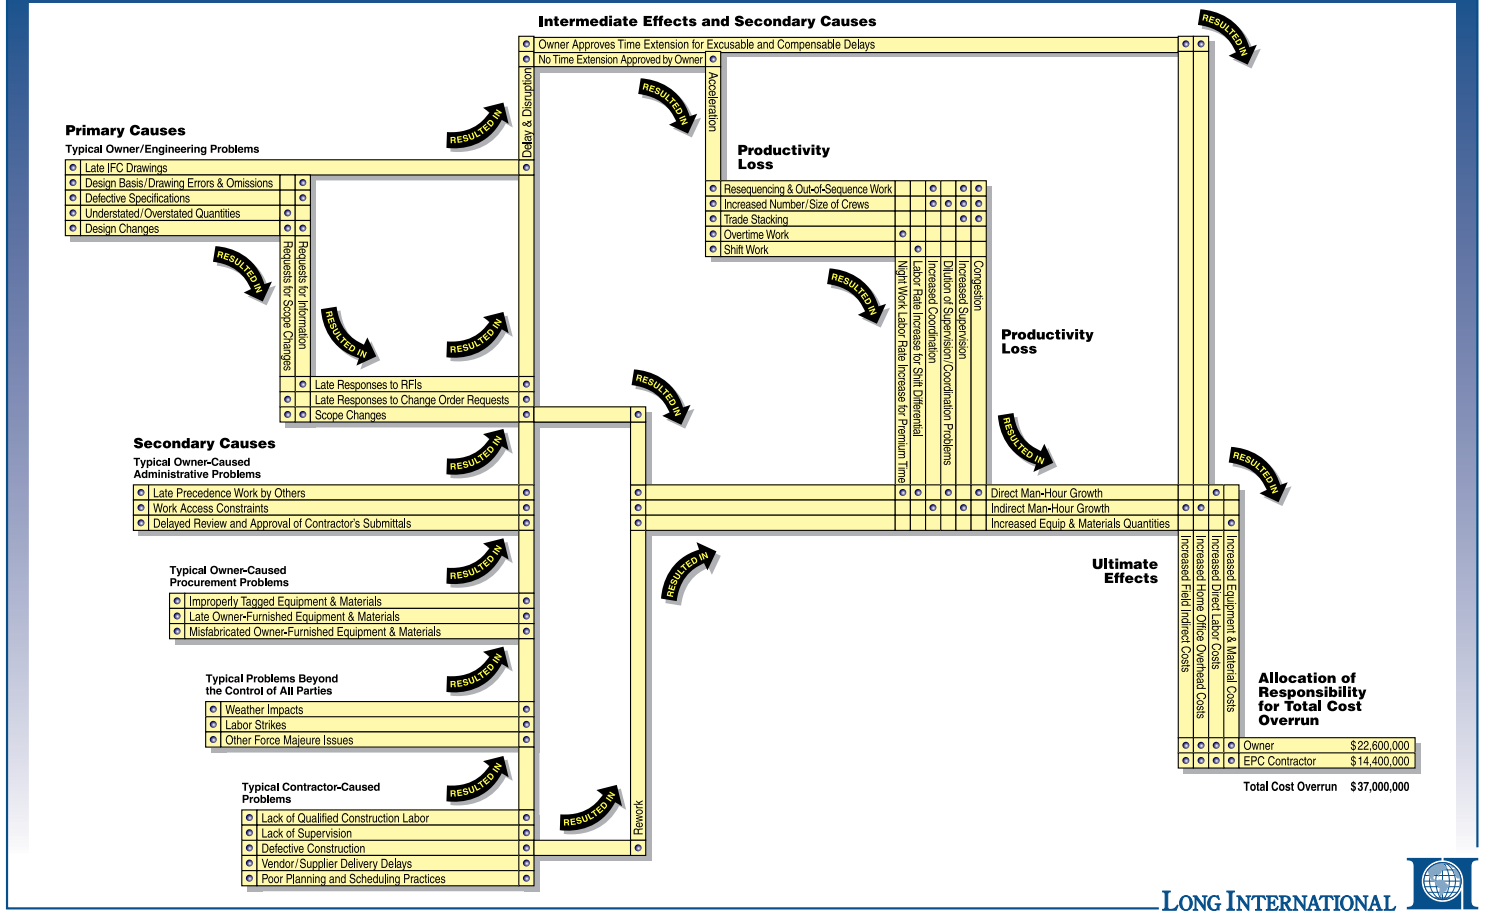 Intermediate Effects and Secondary Causes
RESULTED IN
Owner Approves Time Extension for Excusable and Compensable Delays
No Time Extension Approved by Owner
Delay & Disruption
Acceleration
RESULTED IN
RESULTED IN
Primary Causes
Typical Owner/Engineering Problems
Late IFC Drawings
Design Basis/Drawing Errors & Omissions
Defective Specifications
Understated/Overstated Quantities
Design Changes
Requests for Scope Changes
Requests for Information
RESULTED IN
RESULTED IN
RESULTED IN
Productivity
Loss
Resequencing & Out-of-Sequence Work
Increased Number/Size of Crews
Trade Stacking
Overtime Work
Shift Work
RESULTED IN
Night Work Labor Rate Increase for Premium Time
Labor Rate Increase for Shift Differential
Increased Coordination
Dilution of Supervision/Coordination Problems
Increased Supervision
Congestion
Productivity
Loss
Late Responses to RFIs
Late Responses to Change Order Requests
Scope Changes
RESULTED IN
RESULTED IN
RESULTED IN
RESULTED IN
Secondary Causes
Typical Owner-Caused
Administrative Problems
Late Precedence Work by Others
Work Access Constraints
Delayed Review and Approval of Contractor's Submittals
Direct Man-Hour Growth
Indirect Man-Hour Growth
Increased Equip & Materials Quantities
RESULTED IN
RESULTED IN
Typical Owner-Caused
Procurement Problems
Improperly Tagged Equipment & Materials
Late Owner-Furnished Equipment & Materials
Misfabricated Owner-Furnished Equipment & Materials
Ultimate
Effects
Increased Field Indirect Costs
Increased Home Office Overhead Costs
Increased Direct Labor Costs
Increased Equipment & Material Costs
RESULTED IN
Typical Problems Beyond
the Control of All Parties
Weather Impacts
Labor Strikes
Other Force Majeure Issues
Allocation of
Responsibility
for Total Cost
Overrun
Owner $22,600,000
EPC Contractor $14,400,000
Total Cost Overrun $37,000,000
RESULTED IN
RESULTED IN
Rework
Typical Contractor-Caused
Problems
Lack of Qualified Construction Labor
Lack of Supervision
Defective Construction
Vendor/Supplier Delivery Delays
Poor Planning and Scheduling Practices
LONG INTERNATIONAL